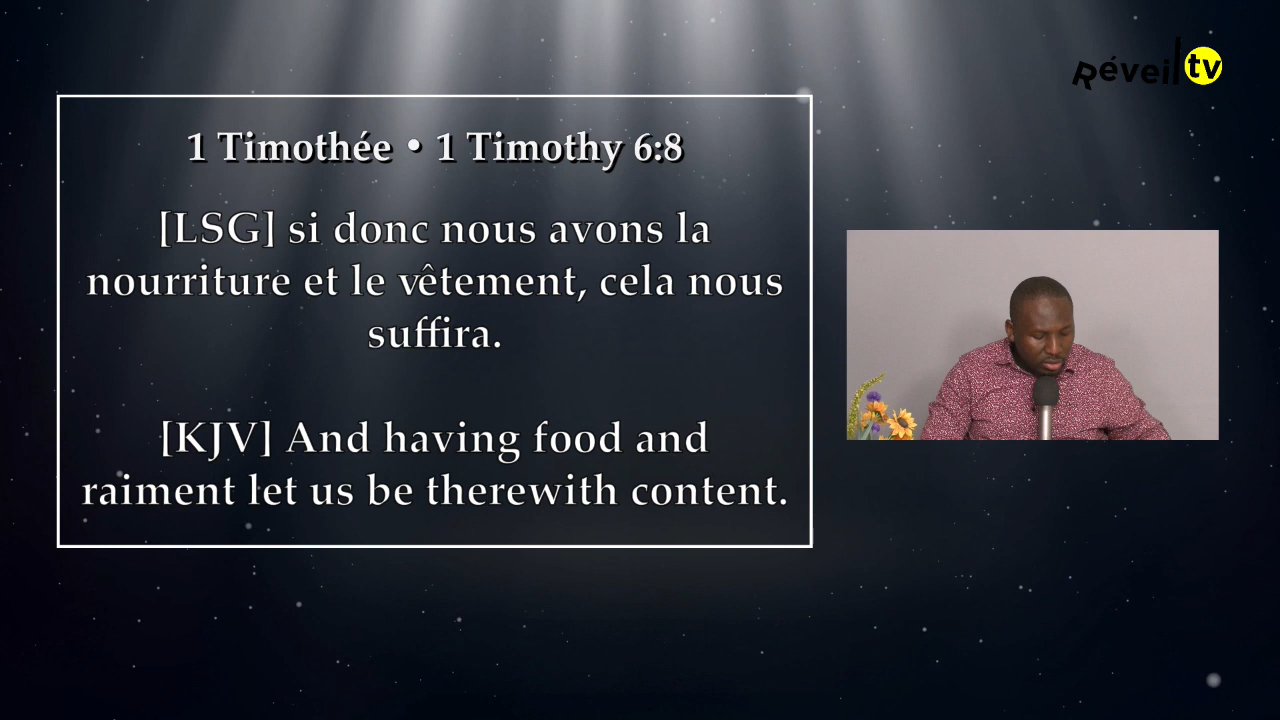 Réveil tv
1 Timothée • 1 Timothy 6:8
[LSG] si donc nous avons la
nourriture et le vêtement, cela nous
suffira.
[KJV] And having food and
raiment let us be therewith content.